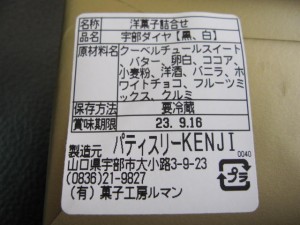 名称 洋菓子詰合せ
品名 宇部ダイヤ【黒、白】
原材料名 クーベルチュールスイート
バター、卵白、ココア、
小麦粉、洋酒、バニラ、ホ
ワイトチョコ、フルーツミ
ックス、クルミ
保存方法 要冷蔵
賞味期限 23. 9.16
製造元 パティスリーKENJI
0040
山口県宇部市大小路3-9-23
(0836)21-9827
(有)菓子工房ルマン
プラ